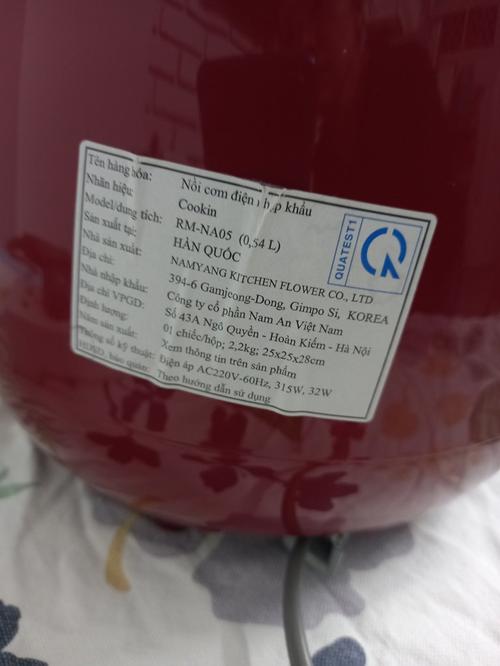 Tên hàng hóa: Nồi cơm điện nhập khẩu
Nhãn hiệu: Cookin
Model/dung tích: RM-NA05 (0,54 L)
Sản xuất tại: HÀN QUỐC
Nhà sản xuất: NAMYANG KITCHEN FLOWER CO., LTD
Địa chỉ: 394-6 Gamjeong-Dong, Gimpo Si, KOREA
Nhà nhập khẩu: Công ty cổ phần Nam An Việt Nam
Địa chỉ VPGD: Số 43A Ngô Quyền - Hoàn Kiếm - Hà Nội
Định lượng: 01 chiếc/hộp; 2,2kg; 25x25x28cm
Năm sản xuất: Xem thông tin trên sản phẩm
Thông số kỹ thuật: Điện áp AC220V-60Hz, 315W, 32W
HDSD, bảo quản: Theo hướng dẫn sử dụng
QUATEST1